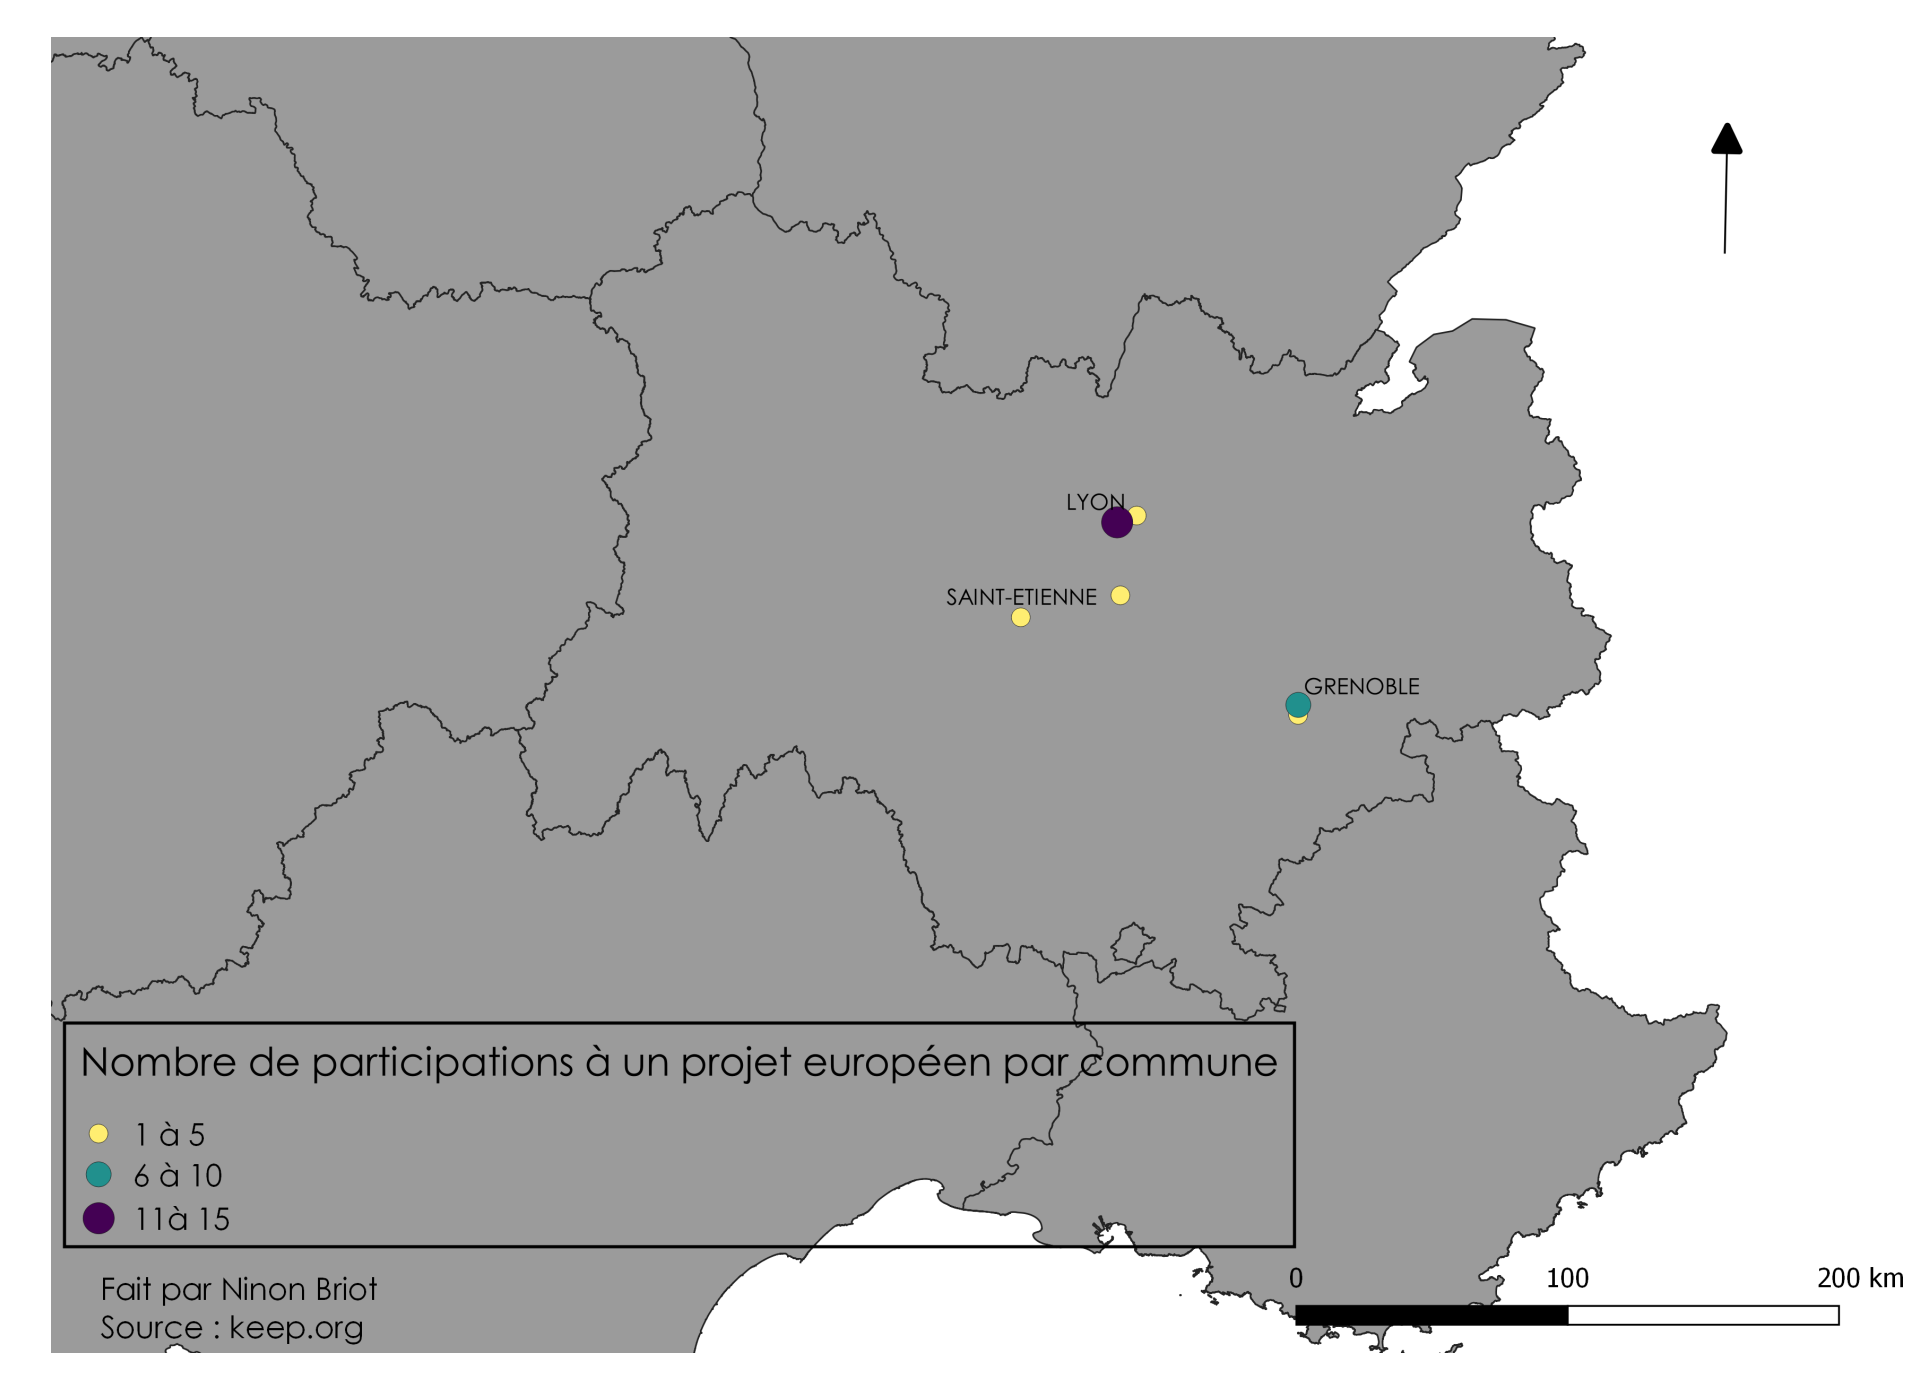 LYON
SAINT-ETIENNE
GRENOBLE
Nombre de participations à un projet européen par commune
1 à 5
6 à 10
11à 15
Fait par Ninon Briot
Source : keep.org
0 100 200 km